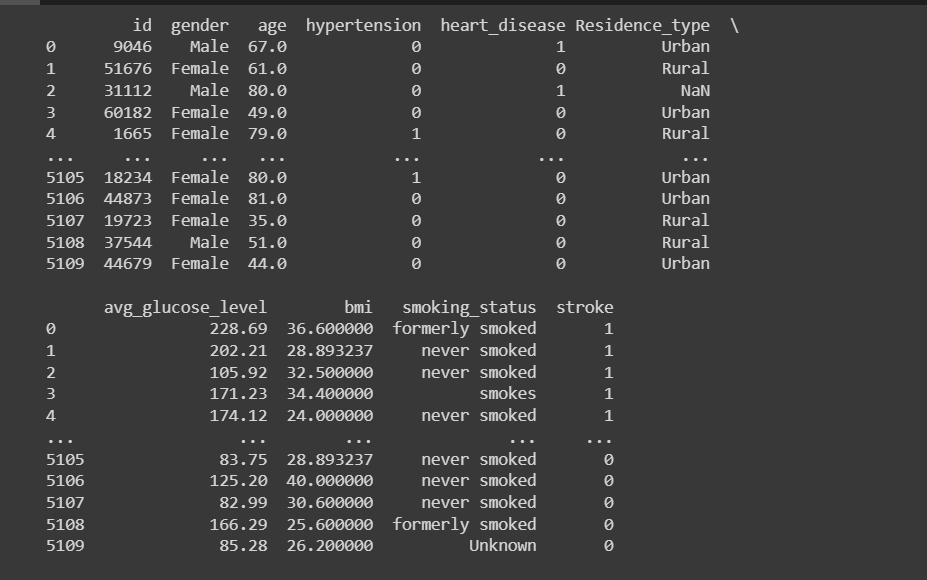 id gender age hypertension heart_disease Residence_type \
0 9046 Male 67.0 0 1 Urban
1 51676 Female 61.0 0 0 Rural
2 31112 Male 80.0 0 1 NaN
3 60182 Female 49.0 0 0 Urban
4 1665 Female 79.0 1 0 Rural
... ... ... ... ... ... ...
5105 18234 Female 80.0 1 0 Urban
5106 44873 Female 81.0 0 0 Urban
5107 19723 Female 35.0 0 0 Rural
5108 37544 Male 51.0 0 0 Rural
5109 44679 Female 44.0 0 0 Urban
avg_glucose_level bmi smoking_status stroke
0 228.69 36.600000 formerly smoked 1
1 202.21 28.893237 never smoked 1
2 105.92 32.500000 never smoked 1
3 171.23 34.400000 smokes 1
4 174.12 24.000000 never smoked 1
... ... ... ... ...
5105 83.75 28.893237 never smoked 0
5106 125.20 40.000000 never smoked 0
5107 82.99 30.600000 never smoked 0
5108 166.29 25.600000 formerly smoked 0
5109 85.28 26.200000 Unknown 0